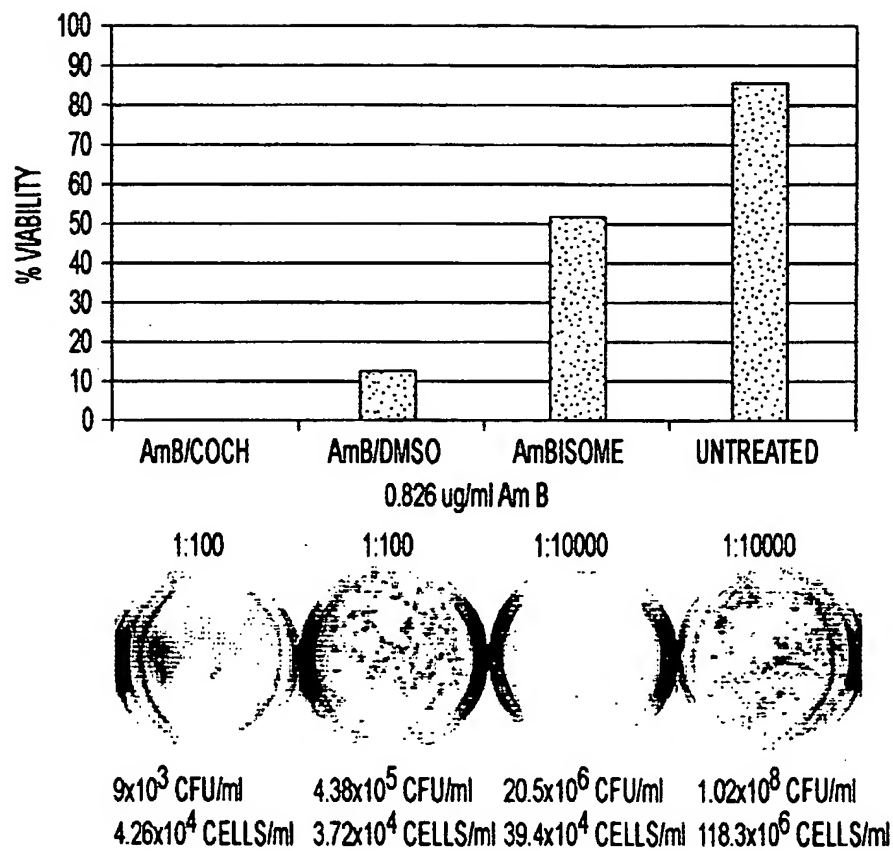 % VIABILITY
100
90
80
70
60
50
40
30
20
10
0
AmB/COCH AmB/DMSO AmBISOME UNTREATED
0.826 ug/ml Am B
1:100 1:100 1:10000 1:10000
9x10³ CFU/ml 4.38x10⁵ CFU/ml 20.5x10⁶ CFU/ml 1.02x10⁸ CFU/ml
4.26x10⁴ CELLS/ml 3.72x10⁴ CELLS/ml 39.4x10⁴ CELLS/ml 118.3x10⁶ CELLS/ml